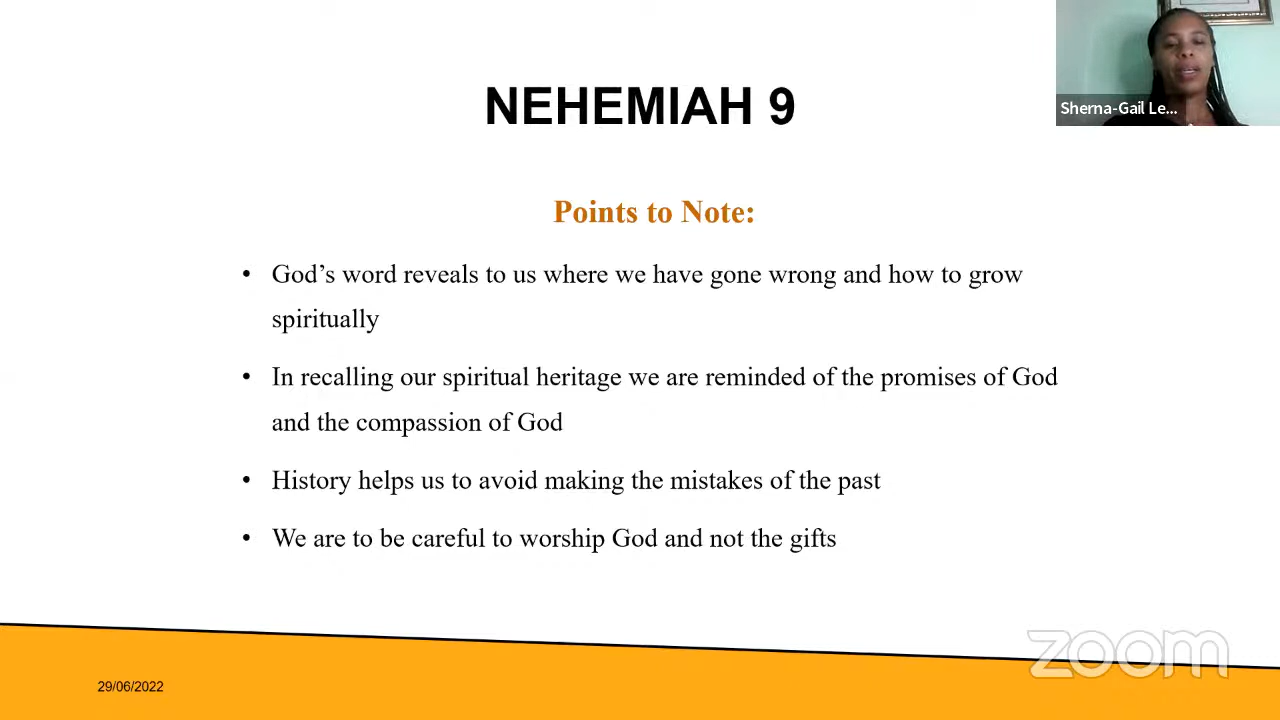 NEHEMIAH 9
Sherna-Gail Le...
Points to Note:
• God’s word reveals to us where we have gone wrong and how to grow
spiritually
• In recalling our spiritual heritage we are reminded of the promises of God
and the compassion of God
• History helps us to avoid making the mistakes of the past
• We are to be careful to worship God and not the gifts
zoom
29/06/2022